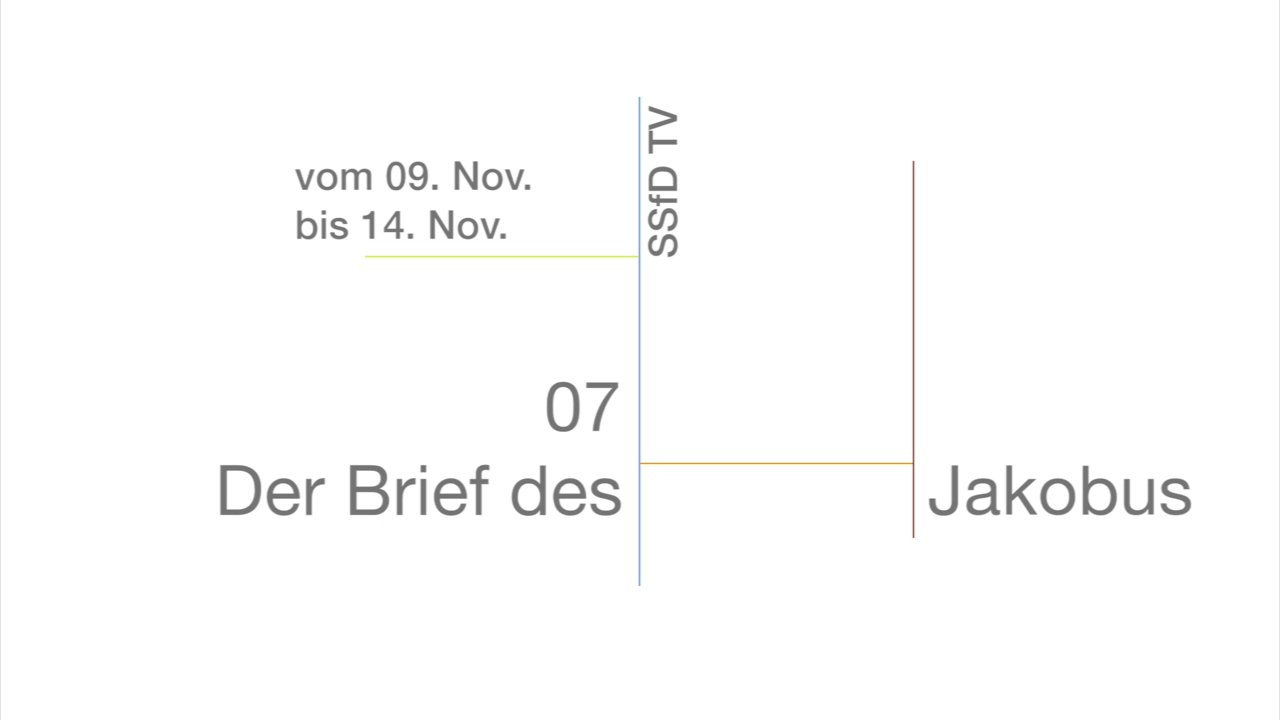 vom 09. Nov.
bis 14. Nov.
SSfD TV
07
Der Brief des
Jakobus